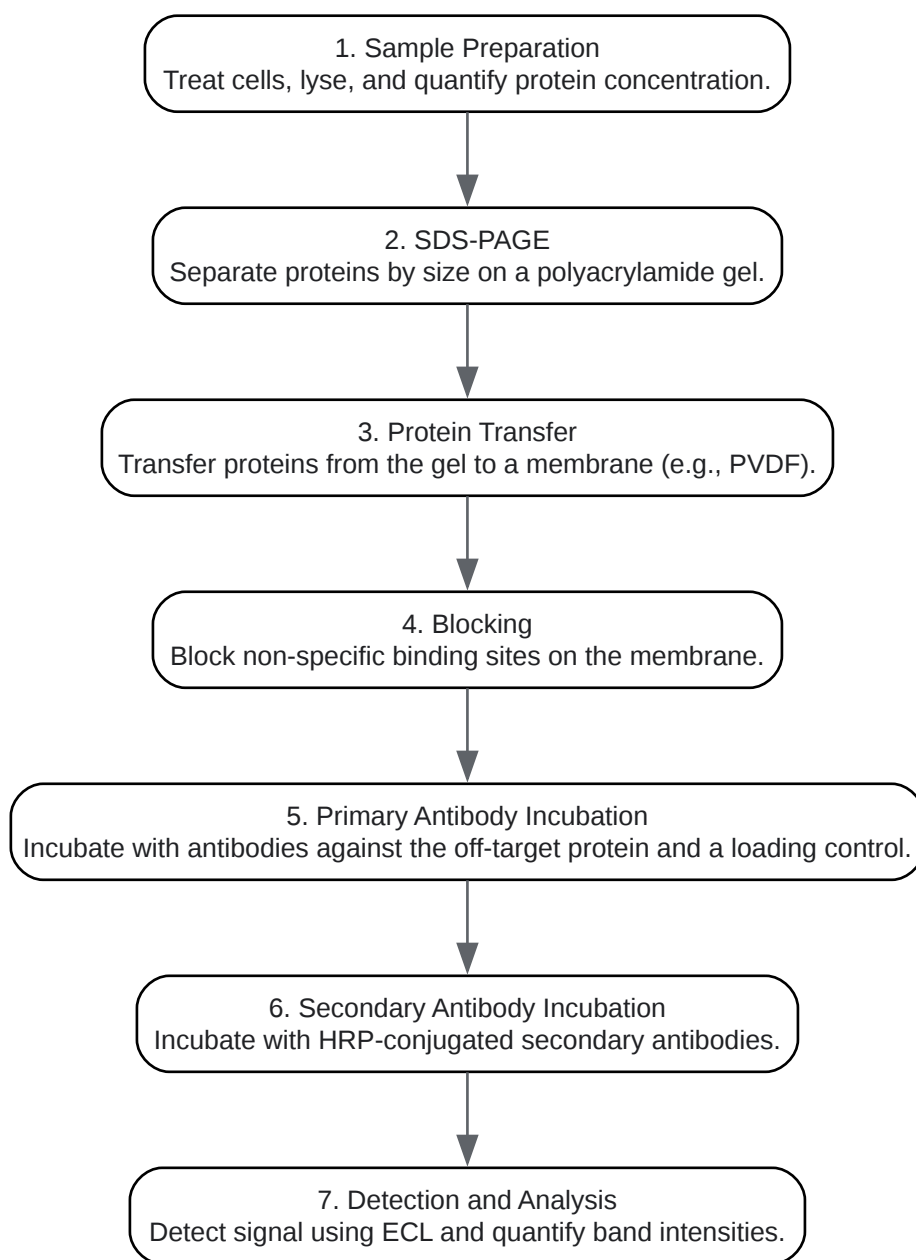 1. Sample Preparation
Treat cells, lyse, and quantify protein concentration.
2. SDS-PAGE
Separate proteins by size on a polyacrylamide gel.
3. Protein Transfer
Transfer proteins from the gel to a membrane (e.g., PVDF).
4. Blocking
Block non-specific binding sites on the membrane.
5. Primary Antibody Incubation
Incubate with antibodies against the off-target protein and a loading control.
6. Secondary Antibody Incubation
Incubate with HRP-conjugated secondary antibodies.
7. Detection and Analysis
Detect signal using ECL and quantify band intensities.